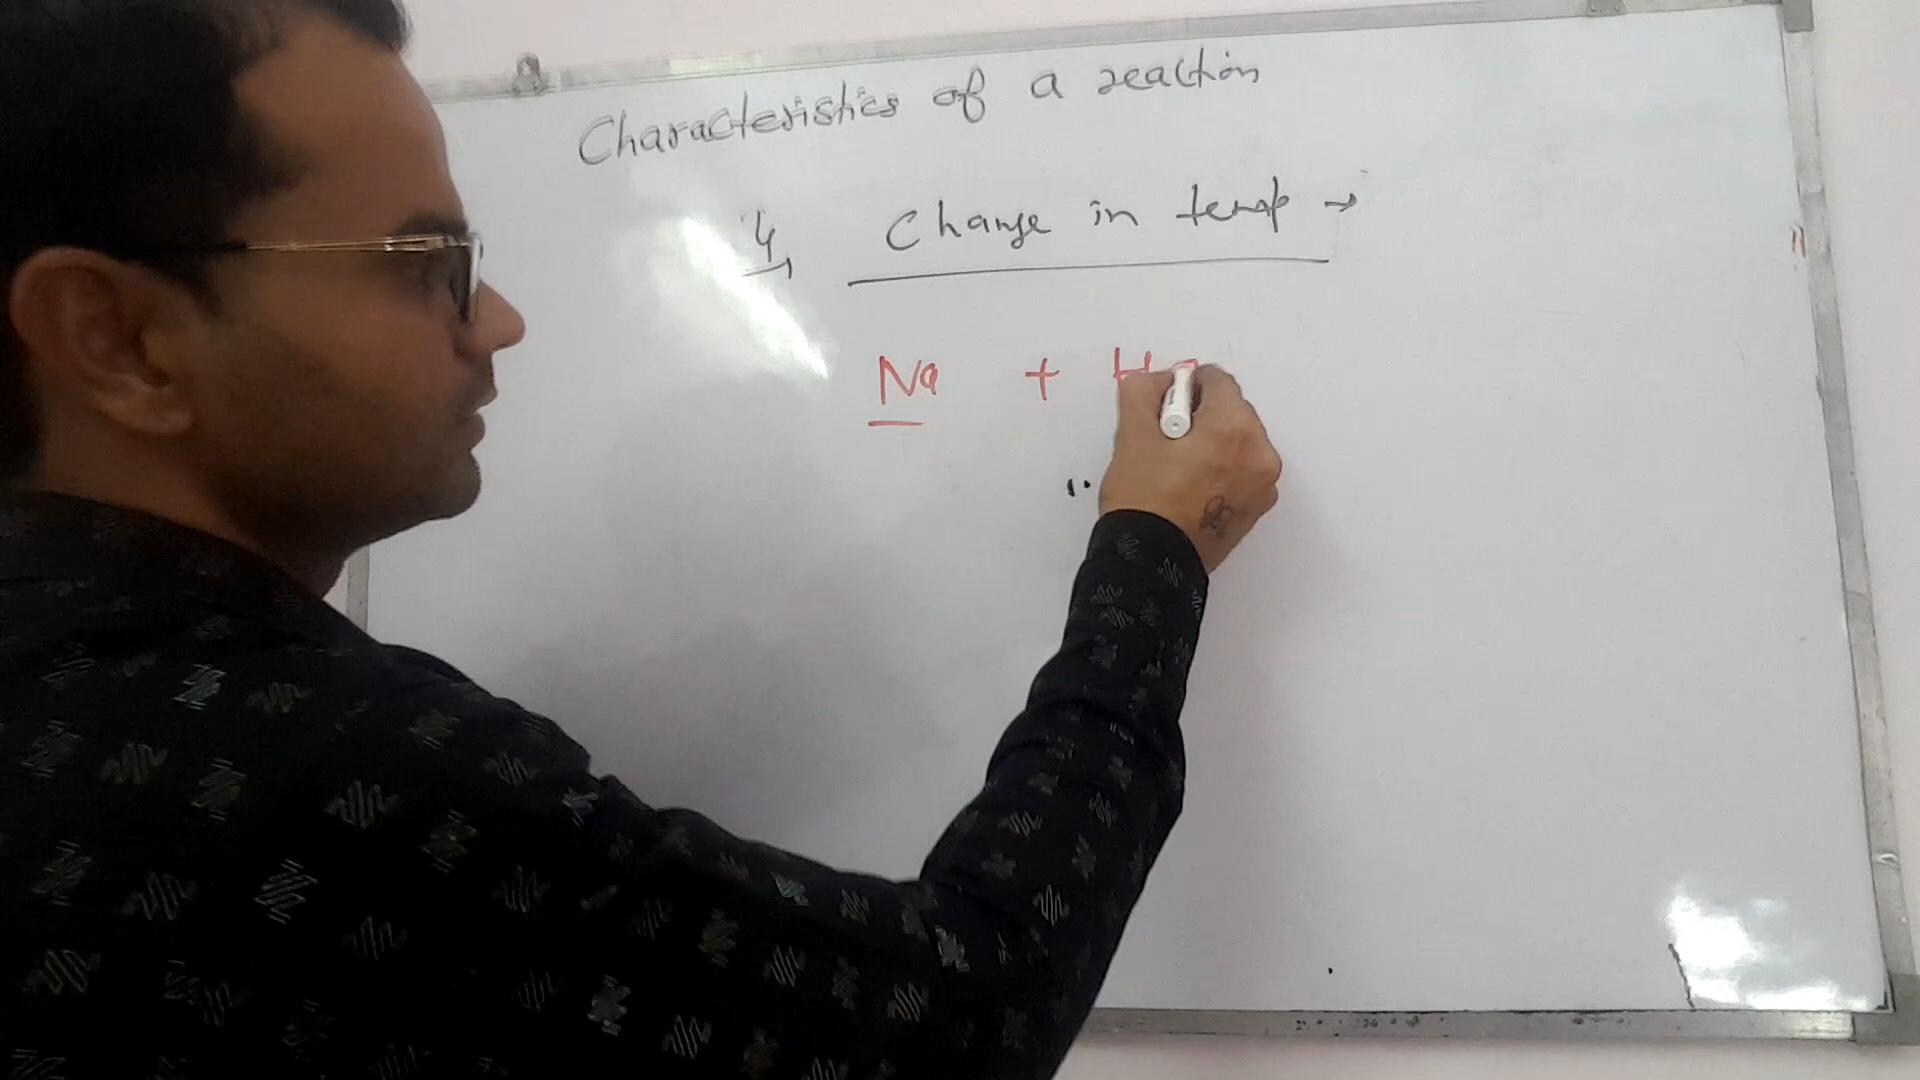 Characteristics of a reaction
4 Change in temp →
Na + H